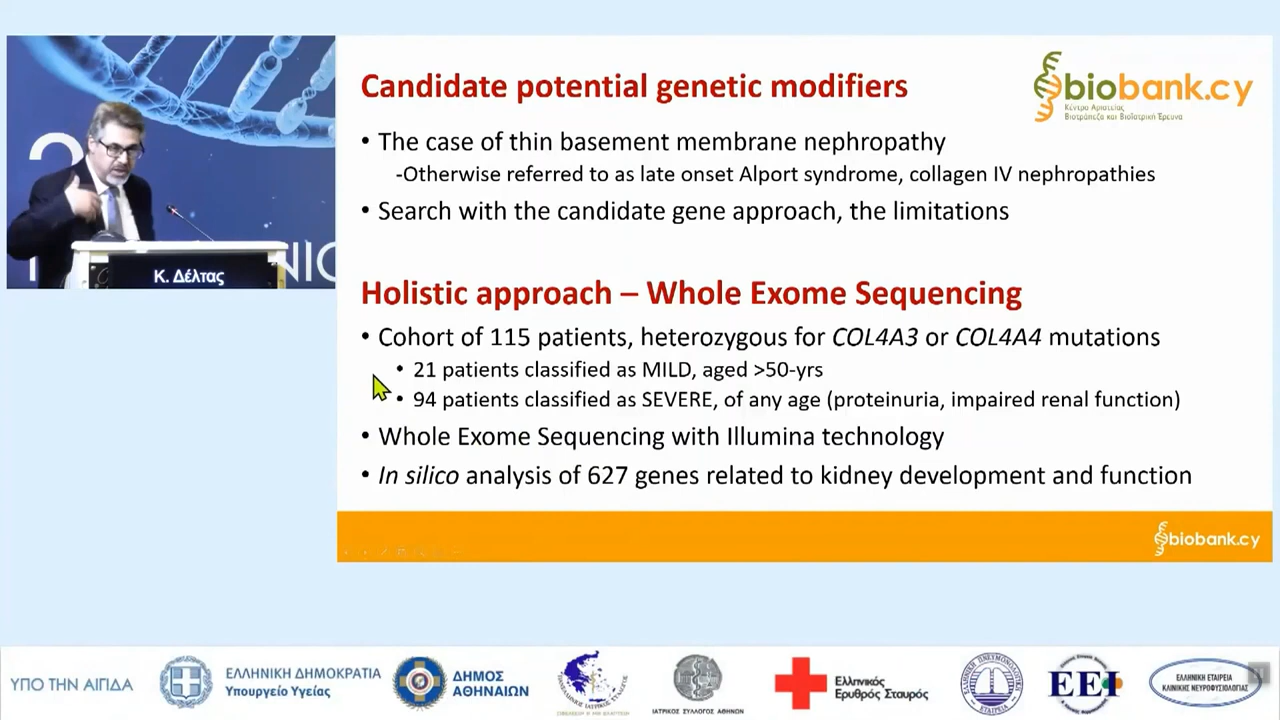 2
NIC
Κ. Δέλτας
Candidate potential genetic modifiers
biobank.cy
Κέντρο Αριστείας
Βιοτράπεζα και Βιοϊατρική Έρευνα
• The case of thin basement membrane nephropathy
-Otherwise referred to as late onset Alport syndrome, collagen IV nephropathies
• Search with the candidate gene approach, the limitations
Holistic approach – Whole Exome Sequencing
• Cohort of 115 patients, heterozygous for COL4A3 or COL4A4 mutations
• 21 patients classified as MILD, aged >50-yrs
• 94 patients classified as SEVERE, of any age (proteinuria, impaired renal function)
• Whole Exome Sequencing with Illumina technology
• In silico analysis of 627 genes related to kidney development and function
biobank.cy
ΥΠΟ ΤΗΝ ΑΙΓΙΔΑ
ΕΛΛΗΝΙΚΗ ΔΗΜΟΚΡΑΤΙΑ
Υπουργείο Υγείας
ΔΗΜΟΣ
ΑΘΗΝΑΙΩΝ
ΙΑΤΡΙΚΟΣ ΣΥΛΛΟΓΟΣ ΑΘΗΝΩΝ
Ελληνικός
Ερυθρός Σταυρός
ΕΕΙ
ΕΛΛΗΝΙΚΗ ΕΤΑΙΡΕΙΑ
ΚΛΙΝΙΚΗΣ ΝΕΥΡΟΦΥΣΙΟΛΟΓΙΑΣ